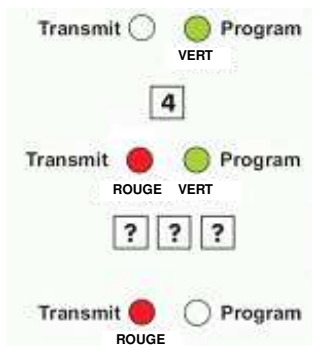 Transmit Program
VERT
4
Transmit Program
ROUGE VERT
? ? ?
Transmit Program
ROUGE